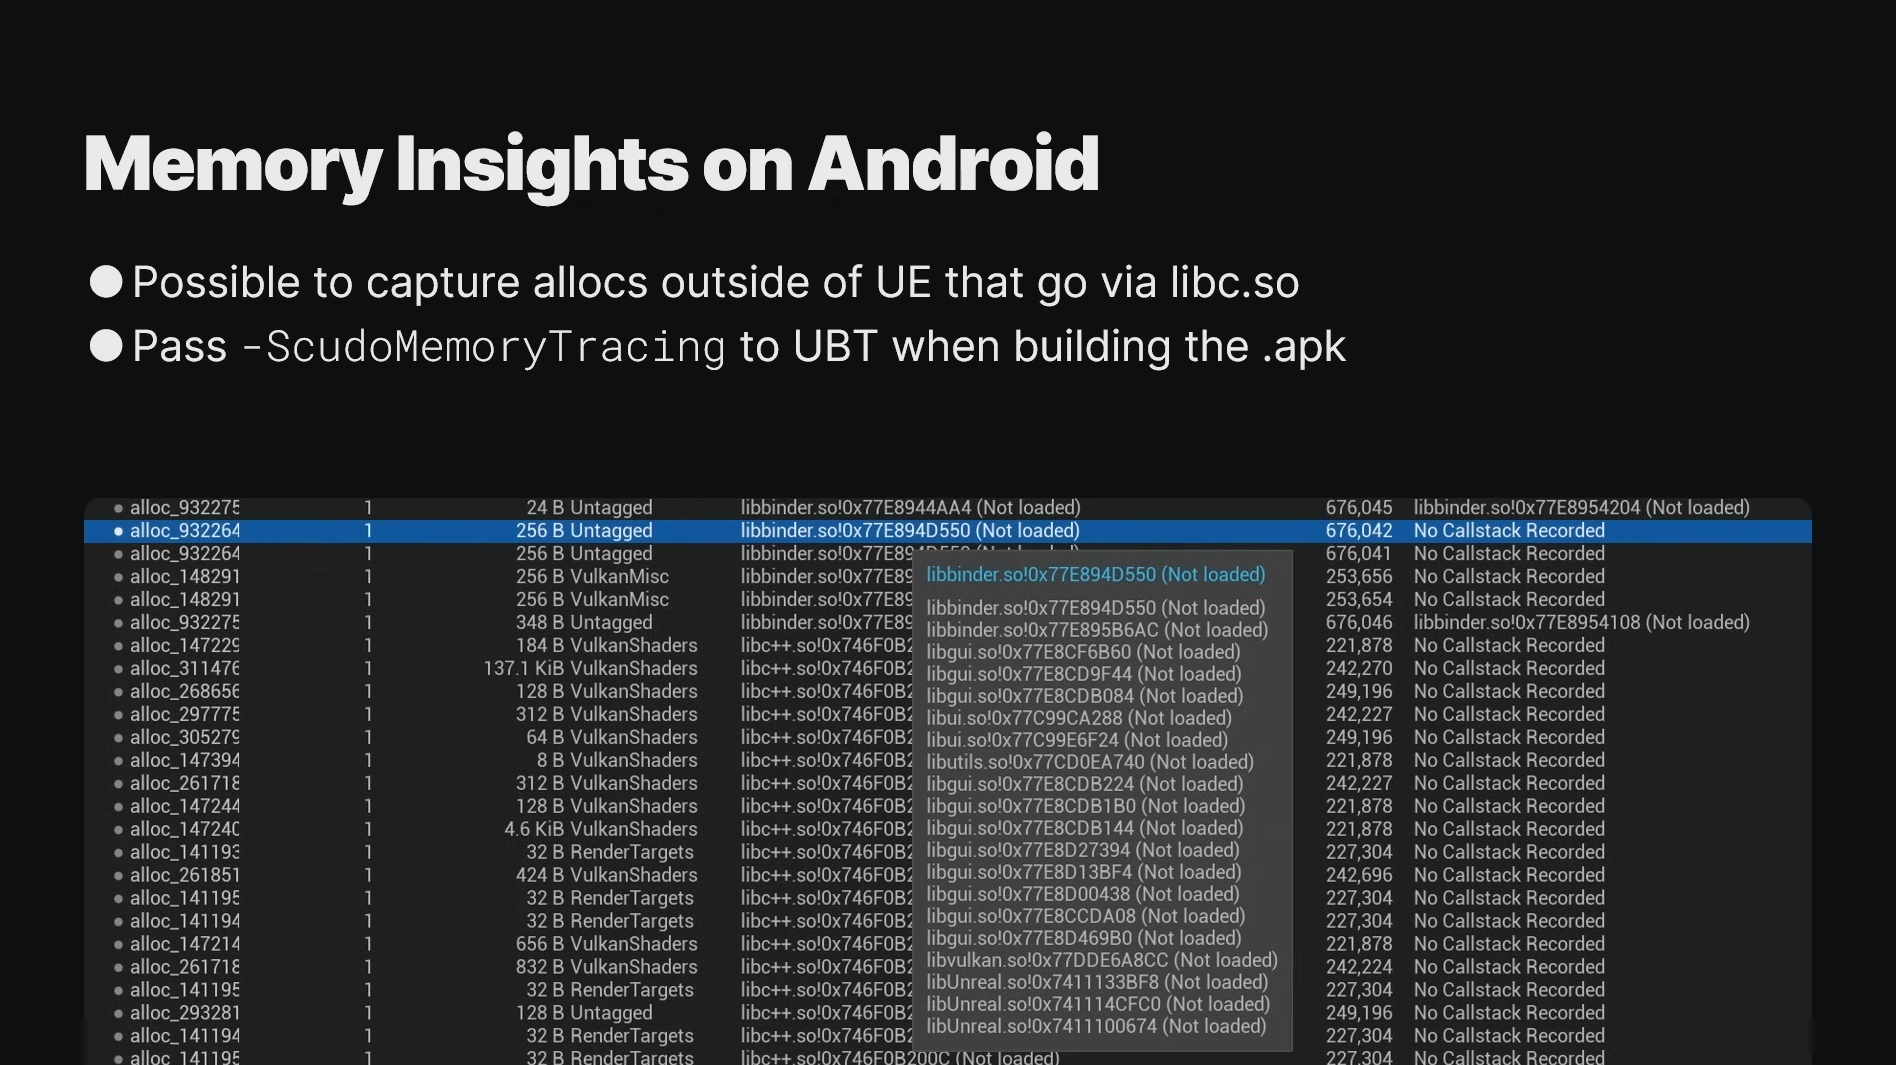 Memory Insights on Android
● Possible to capture allocs outside of UE that go via libc.so
● Pass -ScudoMemoryTracing to UBT when building the .apk
alloc_932275 1 24 B Untagged libbinder.so!0x77E8944AA4 (Not loaded) 676,045 libbinder.so!0x77E8954204 (Not loaded)
alloc_932264 1 256 B Untagged libbinder.so!0x77E894D550 (Not loaded) 676,042 No Callstack Recorded
alloc_932264 1 256 B Untagged libbinder.so!0x77E894D550 (Not loaded) 676,041 No Callstack Recorded
alloc_148291 1 256 B VulkanMisc libbinder.so!0x77E89 253,656 No Callstack Recorded
alloc_148291 1 256 B VulkanMisc libbinder.so!0x77E89 253,654 No Callstack Recorded
alloc_932275 1 348 B Untagged libbinder.so!0x77E89 676,046 libbinder.so!0x77E8954108 (Not loaded)
alloc_147229 1 184 B VulkanShaders libc++.so!0x746F0B2 221,878 No Callstack Recorded
alloc_311476 1 137.1 KiB VulkanShaders libc++.so!0x746F0B2 242,270 No Callstack Recorded
alloc_268656 1 128 B VulkanShaders libc++.so!0x746F0B2 249,196 No Callstack Recorded
alloc_297775 1 312 B VulkanShaders libc++.so!0x746F0B2 242,227 No Callstack Recorded
alloc_305279 1 64 B VulkanShaders libc++.so!0x746F0B2 249,196 No Callstack Recorded
alloc_147394 1 8 B VulkanShaders libc++.so!0x746F0B2 221,878 No Callstack Recorded
alloc_261718 1 312 B VulkanShaders libc++.so!0x746F0B2 242,227 No Callstack Recorded
alloc_147244 1 128 B VulkanShaders libc++.so!0x746F0B2 221,878 No Callstack Recorded
alloc_147240 1 4.6 KiB VulkanShaders libc++.so!0x746F0B2 221,878 No Callstack Recorded
alloc_141193 1 32 B RenderTargets libc++.so!0x746F0B2 227,304 No Callstack Recorded
alloc_261851 1 424 B VulkanShaders libc++.so!0x746F0B2 242,696 No Callstack Recorded
alloc_141195 1 32 B RenderTargets libc++.so!0x746F0B2 227,304 No Callstack Recorded
alloc_141194 1 32 B RenderTargets libc++.so!0x746F0B2 227,304 No Callstack Recorded
alloc_147214 1 656 B VulkanShaders libc++.so!0x746F0B2 221,878 No Callstack Recorded
alloc_261718 1 832 B VulkanShaders libc++.so!0x746F0B2 242,224 No Callstack Recorded
alloc_141195 1 32 B RenderTargets libc++.so!0x746F0B2 227,304 No Callstack Recorded
alloc_293281 1 128 B Untagged libc++.so!0x746F0B2 249,196 No Callstack Recorded
alloc_141194 1 32 B RenderTargets libc++.so!0x746F0B2 227,304 No Callstack Recorded
alloc_141195 1 32 B RenderTargets libc++.so!0x746F0B200C (Not loaded) 227,304 No Callstack Recorded
libbinder.so!0x77E894D550 (Not loaded)
libbinder.so!0x77E894D550 (Not loaded)
libbinder.so!0x77E895B6AC (Not loaded)
libgui.so!0x77E8CF6B60 (Not loaded)
libgui.so!0x77E8CD9F44 (Not loaded)
libgui.so!0x77E8CDB084 (Not loaded)
libui.so!0x77C99CA288 (Not loaded)
libui.so!0x77C99E6F24 (Not loaded)
libutils.so!0x77CD0EA740 (Not loaded)
libgui.so!0x77E8CDB224 (Not loaded)
libgui.so!0x77E8CDB1B0 (Not loaded)
libgui.so!0x77E8CDB144 (Not loaded)
libgui.so!0x77E8D27394 (Not loaded)
libgui.so!0x77E8D13BF4 (Not loaded)
libgui.so!0x77E8D00438 (Not loaded)
libgui.so!0x77E8CCDA08 (Not loaded)
libgui.so!0x77E8D469B0 (Not loaded)
libvulkan.so!0x77DDE6A8CC (Not loaded)
libUnreal.so!0x7411133BF8 (Not loaded)
libUnreal.so!0x741114CFC0 (Not loaded)
libUnreal.so!0x7411100674 (Not loaded)